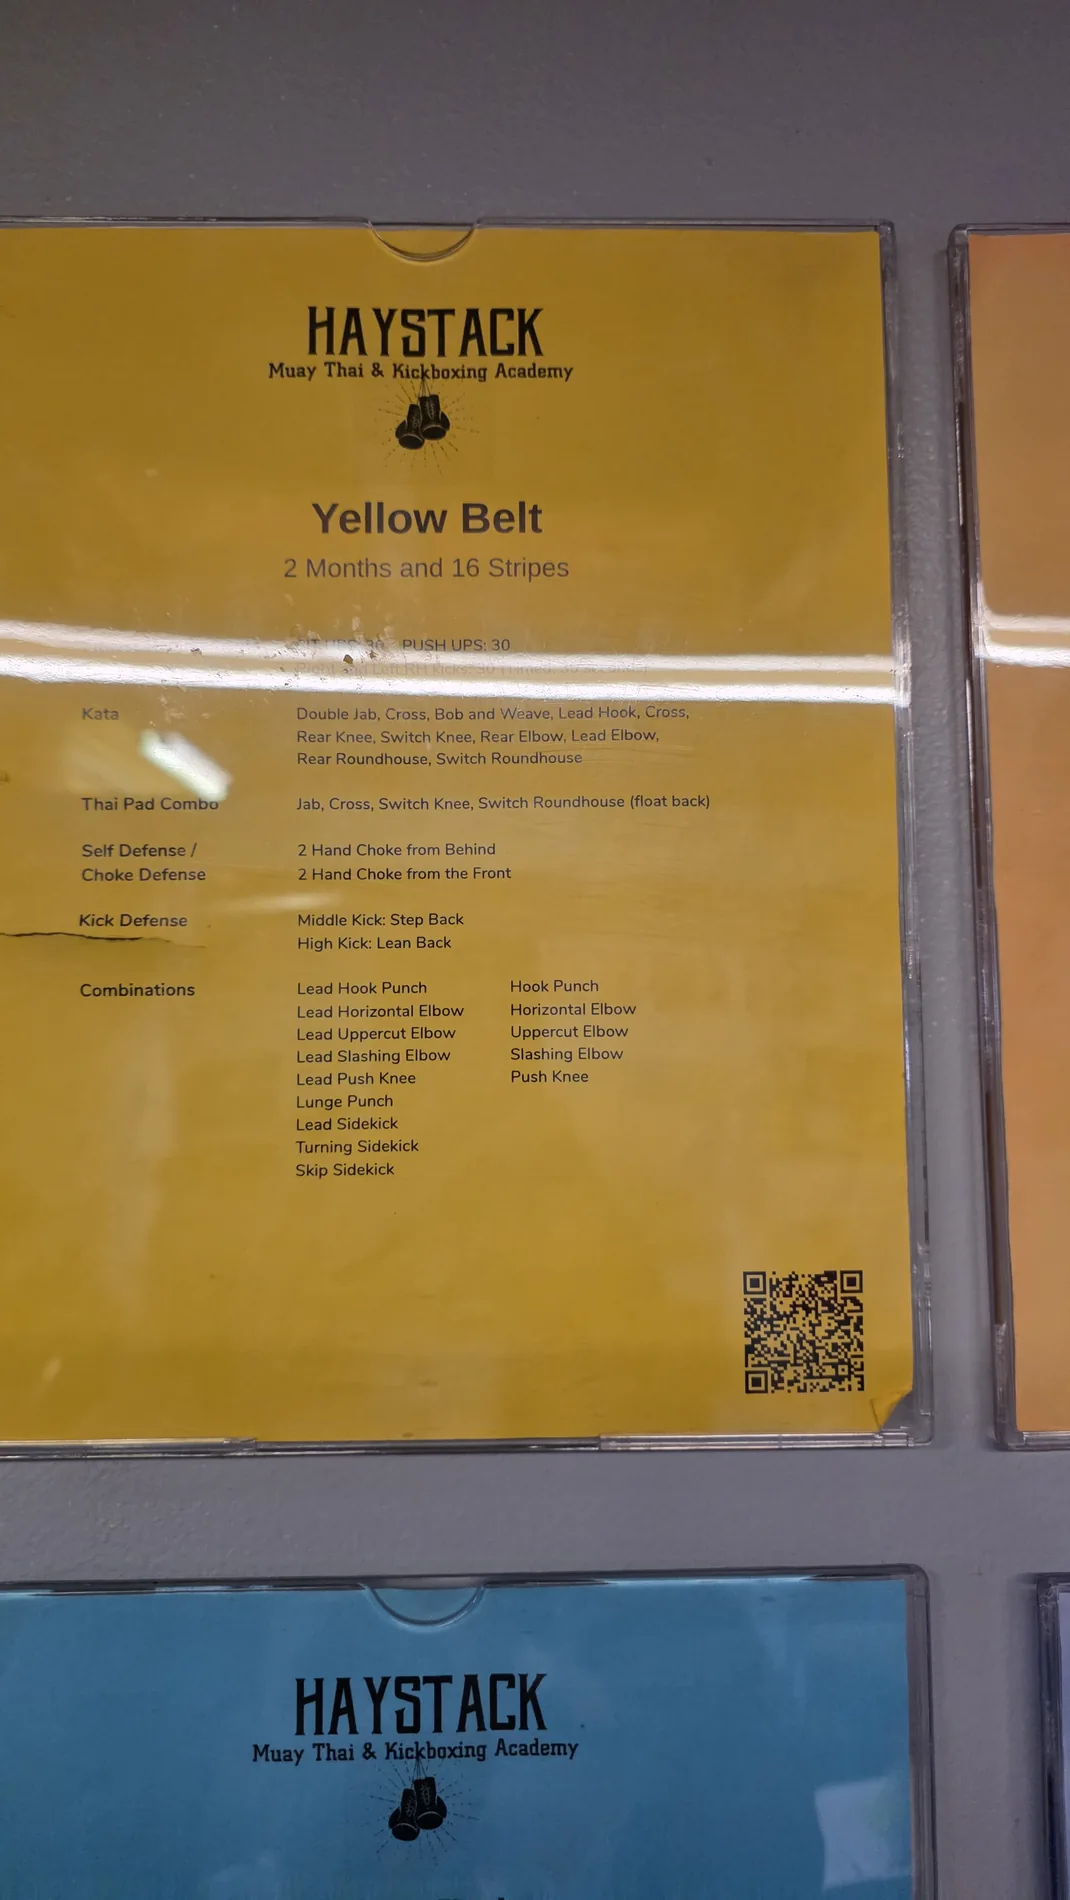 HAYSTACK
Muay Thai & Kickboxing Academy
Yellow Belt
2 Months and 16 Stripes
SIT UPS: 30 PUSH UPS: 30
Kata
Double Jab, Cross, Bob and Weave, Lead Hook, Cross,
Rear Knee, Switch Knee, Rear Elbow, Lead Elbow,
Rear Roundhouse, Switch Roundhouse
Thai Pad Combo
Jab, Cross, Switch Knee, Switch Roundhouse (float back)
Self Defense /
Choke Defense
2 Hand Choke from Behind
2 Hand Choke from the Front
Kick Defense
Middle Kick: Step Back
High Kick: Lean Back
Combinations
Lead Hook Punch
Lead Horizontal Elbow
Lead Uppercut Elbow
Lead Slashing Elbow
Lead Push Knee
Lunge Punch
Lead Sidekick
Turning Sidekick
Skip Sidekick
Hook Punch
Horizontal Elbow
Uppercut Elbow
Slashing Elbow
Push Knee
HAYSTACK
Muay Thai & Kickboxing Academy